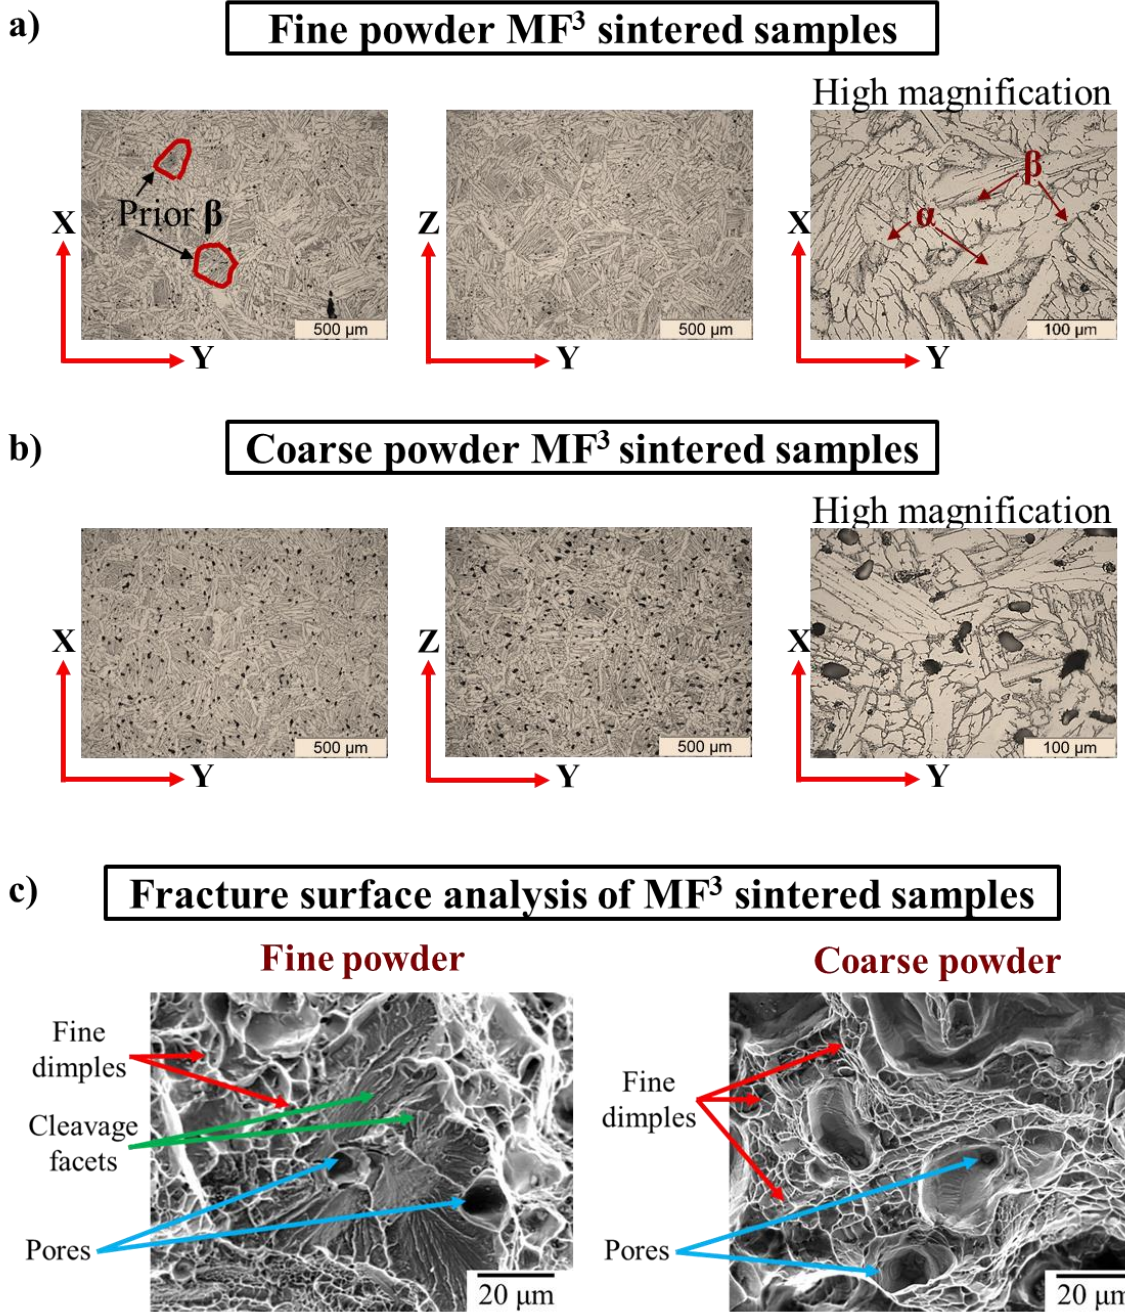 a)
Fine powder MF³ sintered samples
High magnification
Prior β
β
α
X
Z
X
500 μm
500 μm
100 μm
Y
Y
Y
b)
Coarse powder MF³ sintered samples
High magnification
X
Z
X
500 μm
500 μm
100 μm
Y
Y
Y
c)
Fracture surface analysis of MF³ sintered samples
Fine powder
Coarse powder
Fine
dimples
Cleavage
facets
Pores
20 μm
Fine
dimples
Pores
20 μm